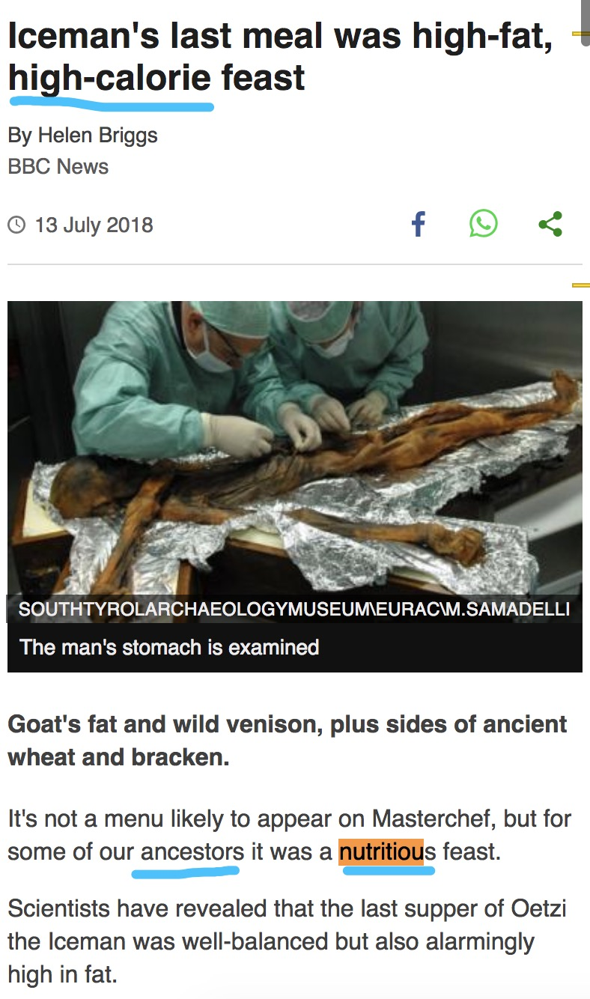 Iceman's last meal was high-fat,
high-calorie feast
By Helen Briggs
BBC News
13 July 2018
SOUTHTYROLARCHAEOLOGYMUSEUM\EURAC\M.SAMADELLI
The man's stomach is examined
Goat's fat and wild venison, plus sides of ancient
wheat and bracken.
It's not a menu likely to appear on Masterchef, but for
some of our ancestors it was a nutritious feast.
Scientists have revealed that the last supper of Oetzi
the Iceman was well-balanced but also alarmingly
high in fat.